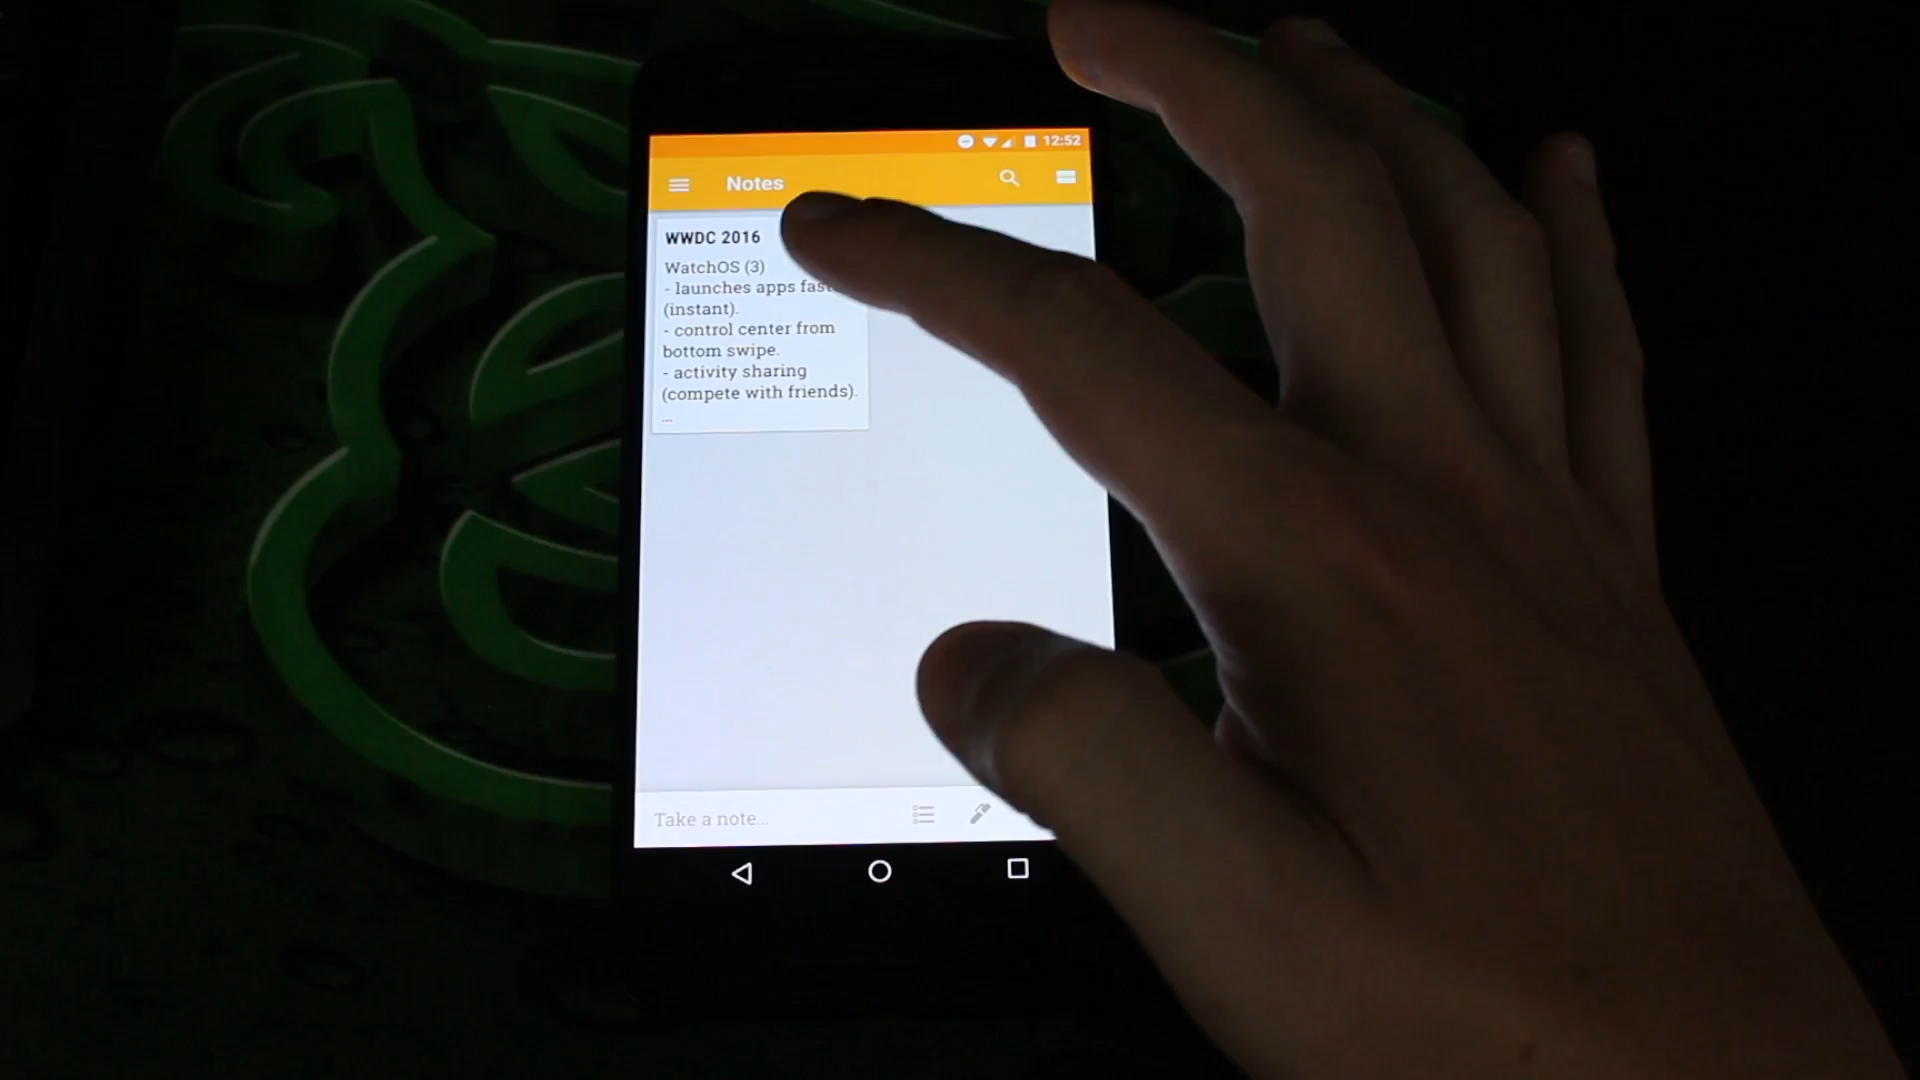 12:52
Notes
WWDC 2016
WatchOS (3)
- launches apps
(instant).
- control center from
bottom swipe.
- activity sharing
(compete with friends).
...
Take a note...